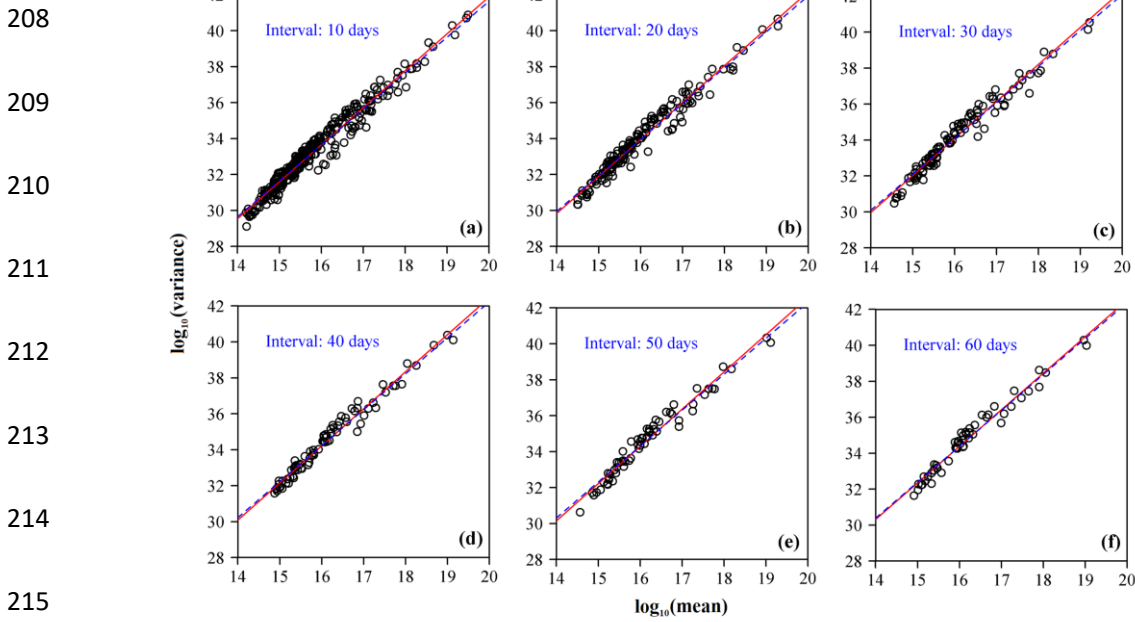 208
209
210
211
212
213
214
215
log10(variance)
log10(mean)
Interval: 10 days
(a)
40
38
36
34
32
30
28
14 15 16 17 18 19 20
Interval: 20 days
(b)
40
38
36
34
32
30
28
14 15 16 17 18 19 20
Interval: 30 days
(c)
40
38
36
34
32
30
28
14 15 16 17 18 19 20
Interval: 40 days
(d)
42
40
38
36
34
32
30
28
14 15 16 17 18 19 20
Interval: 50 days
(e)
42
40
38
36
34
32
30
28
14 15 16 17 18 19 20
Interval: 60 days
(f)
42
40
38
36
34
32
30
28
14 15 16 17 18 19 20